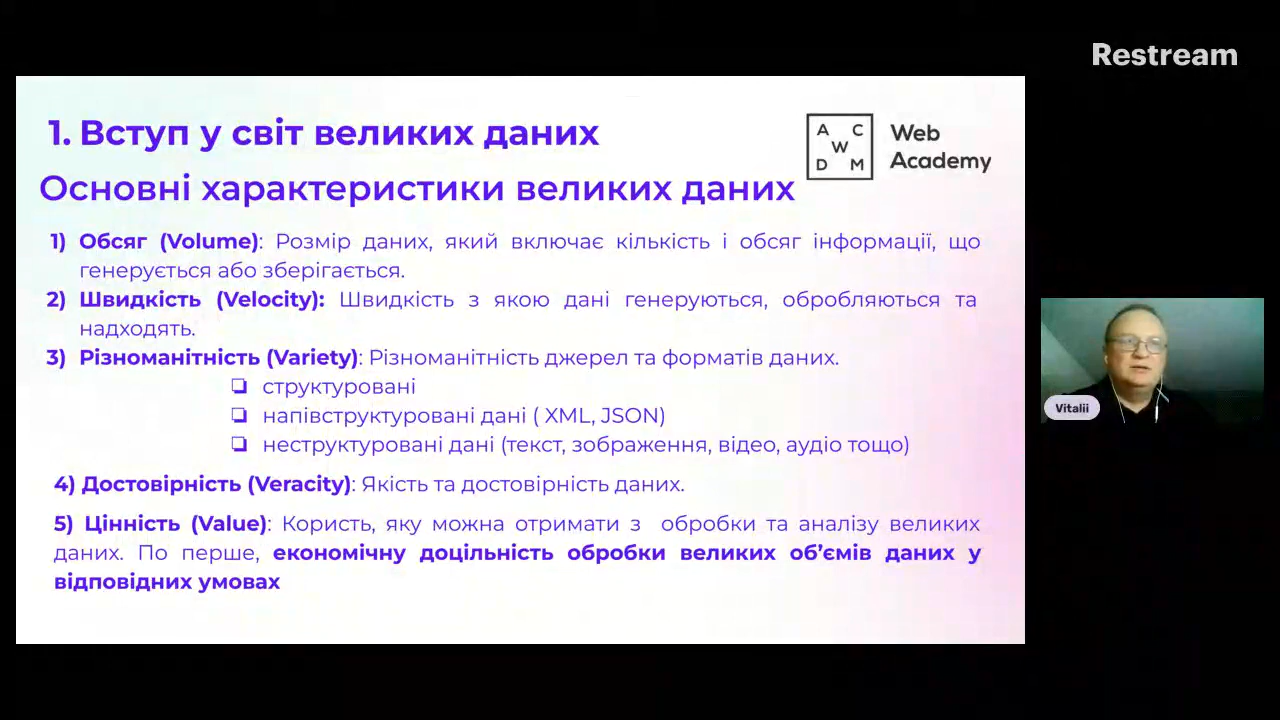 Restream
1. Вступ у світ великих даних
A C
W
D M
Web
Academy
Основні характеристики великих даних
1) Обсяг (Volume): Розмір даних, який включає кількість і обсяг інформації, що
генерується або зберігається.
2) Швидкість (Velocity): Швидкість з якою дані генеруються, обробляються та
надходять.
3) Різноманітність (Variety): Різноманітність джерел та форматів даних.
❏ структуровані
❏ напівструктуровані дані ( XML, JSON)
❏ неструктуровані дані (текст, зображення, відео, аудіо тощо)
4) Достовірність (Veracity): Якість та достовірність даних.
5) Цінність (Value): Користь, яку можна отримати з обробки та аналізу великих
даних. По перше, економічну доцільність обробки великих об’ємів даних у
відповідних умовах
Vitalii